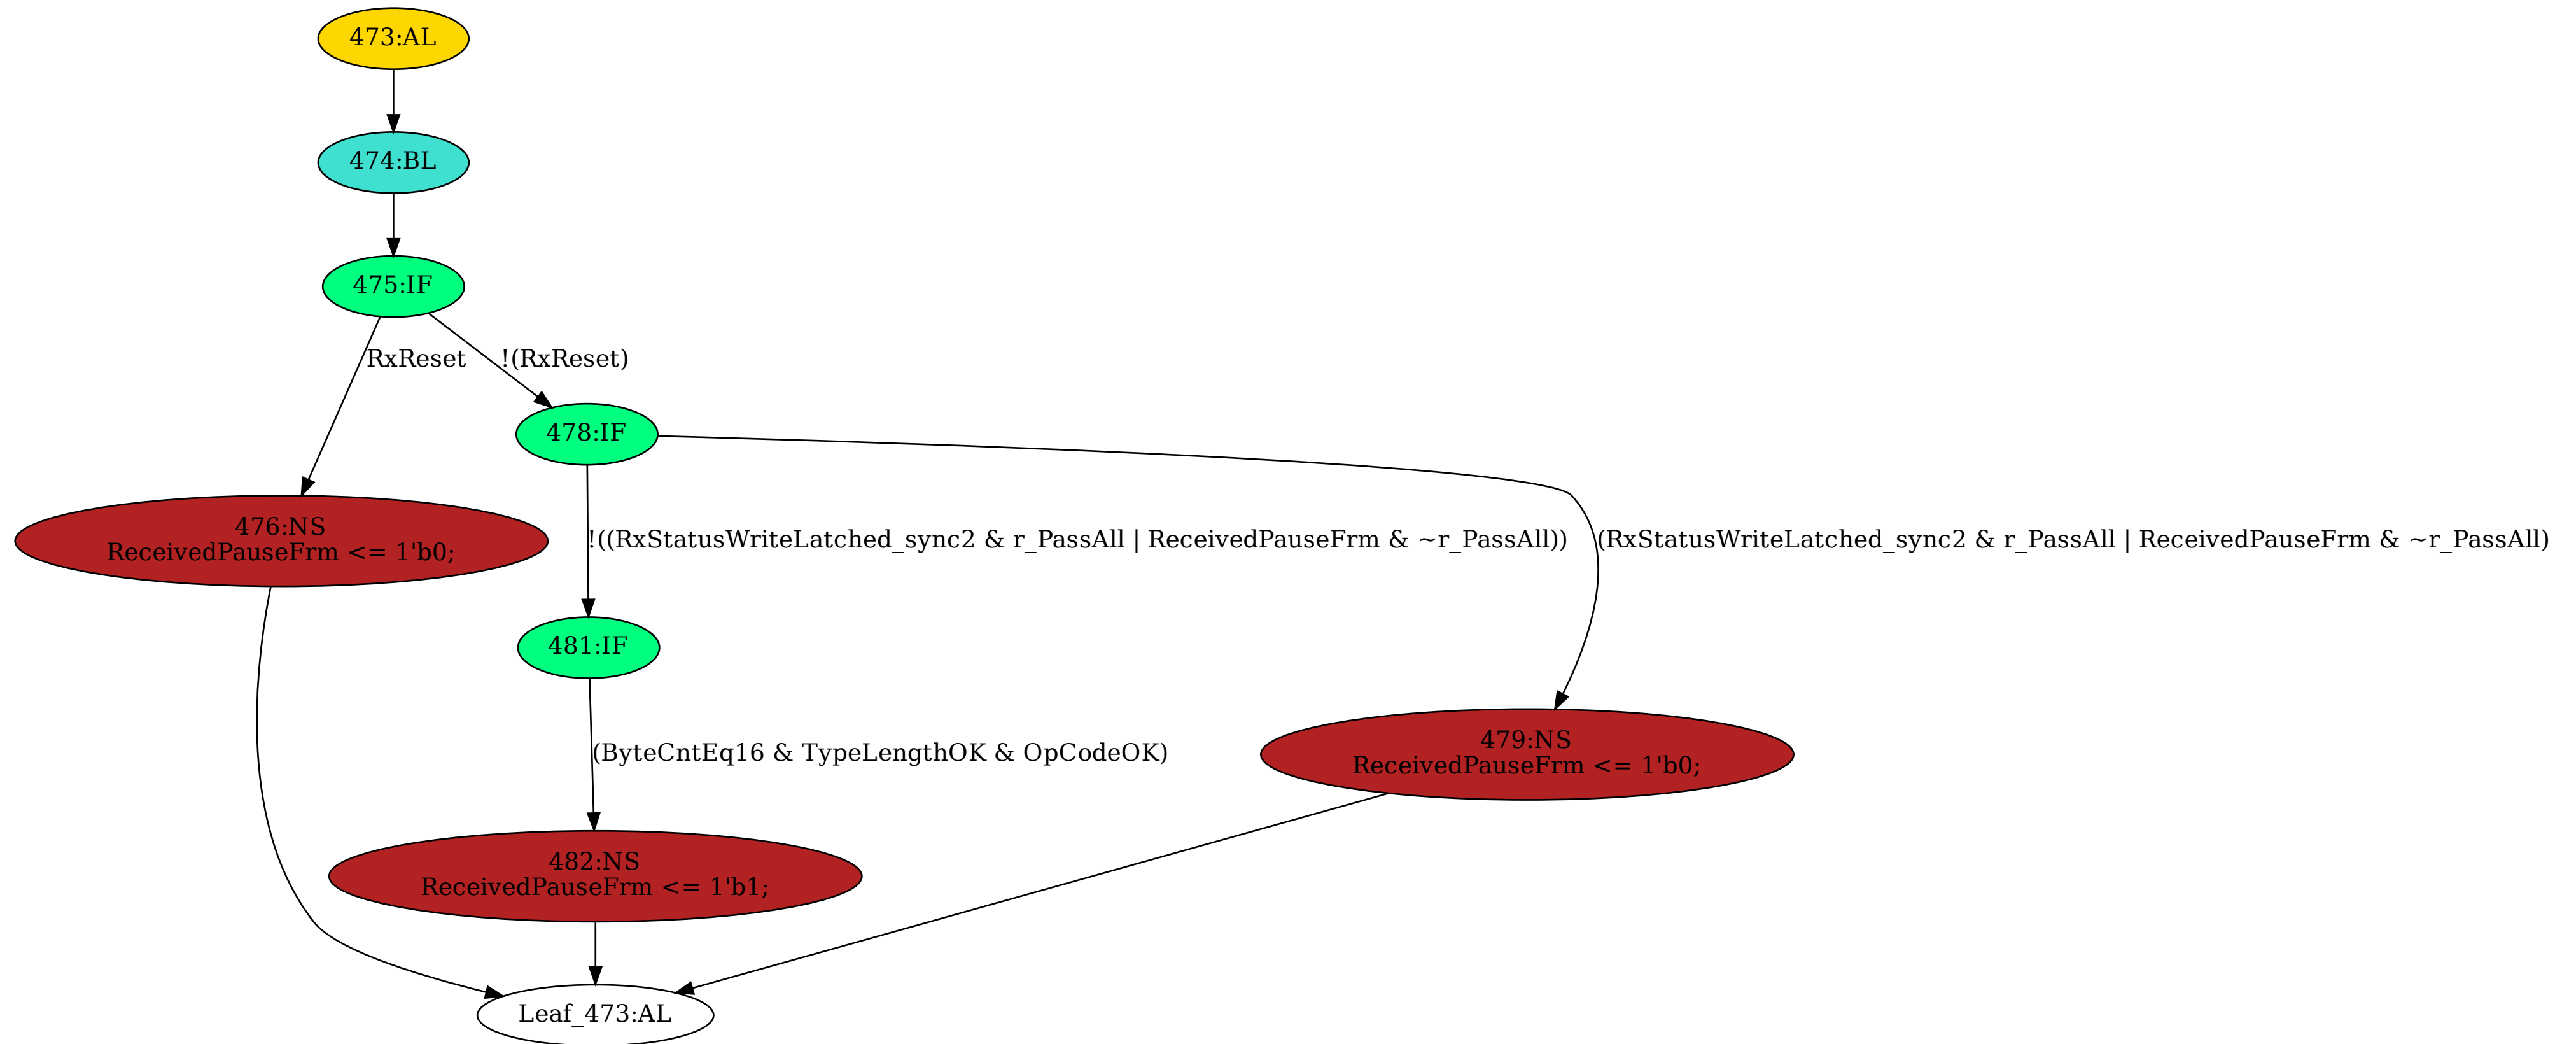 473:AL
474:BL
475:IF
RxReset
!(RxReset)
478:IF
476:NS
ReceivedPauseFrm <= 1'b0;
!((RxStatusWriteLatched_sync2 & r_PassAll | ReceivedPauseFrm & ~r_PassAll))
(RxStatusWriteLatched_sync2 & r_PassAll | ReceivedPauseFrm & ~r_PassAll)
481:IF
(ByteCntEq16 & TypeLengthOK & OpCodeOK)
479:NS
ReceivedPauseFrm <= 1'b0;
482:NS
ReceivedPauseFrm <= 1'b1;
Leaf_473:AL